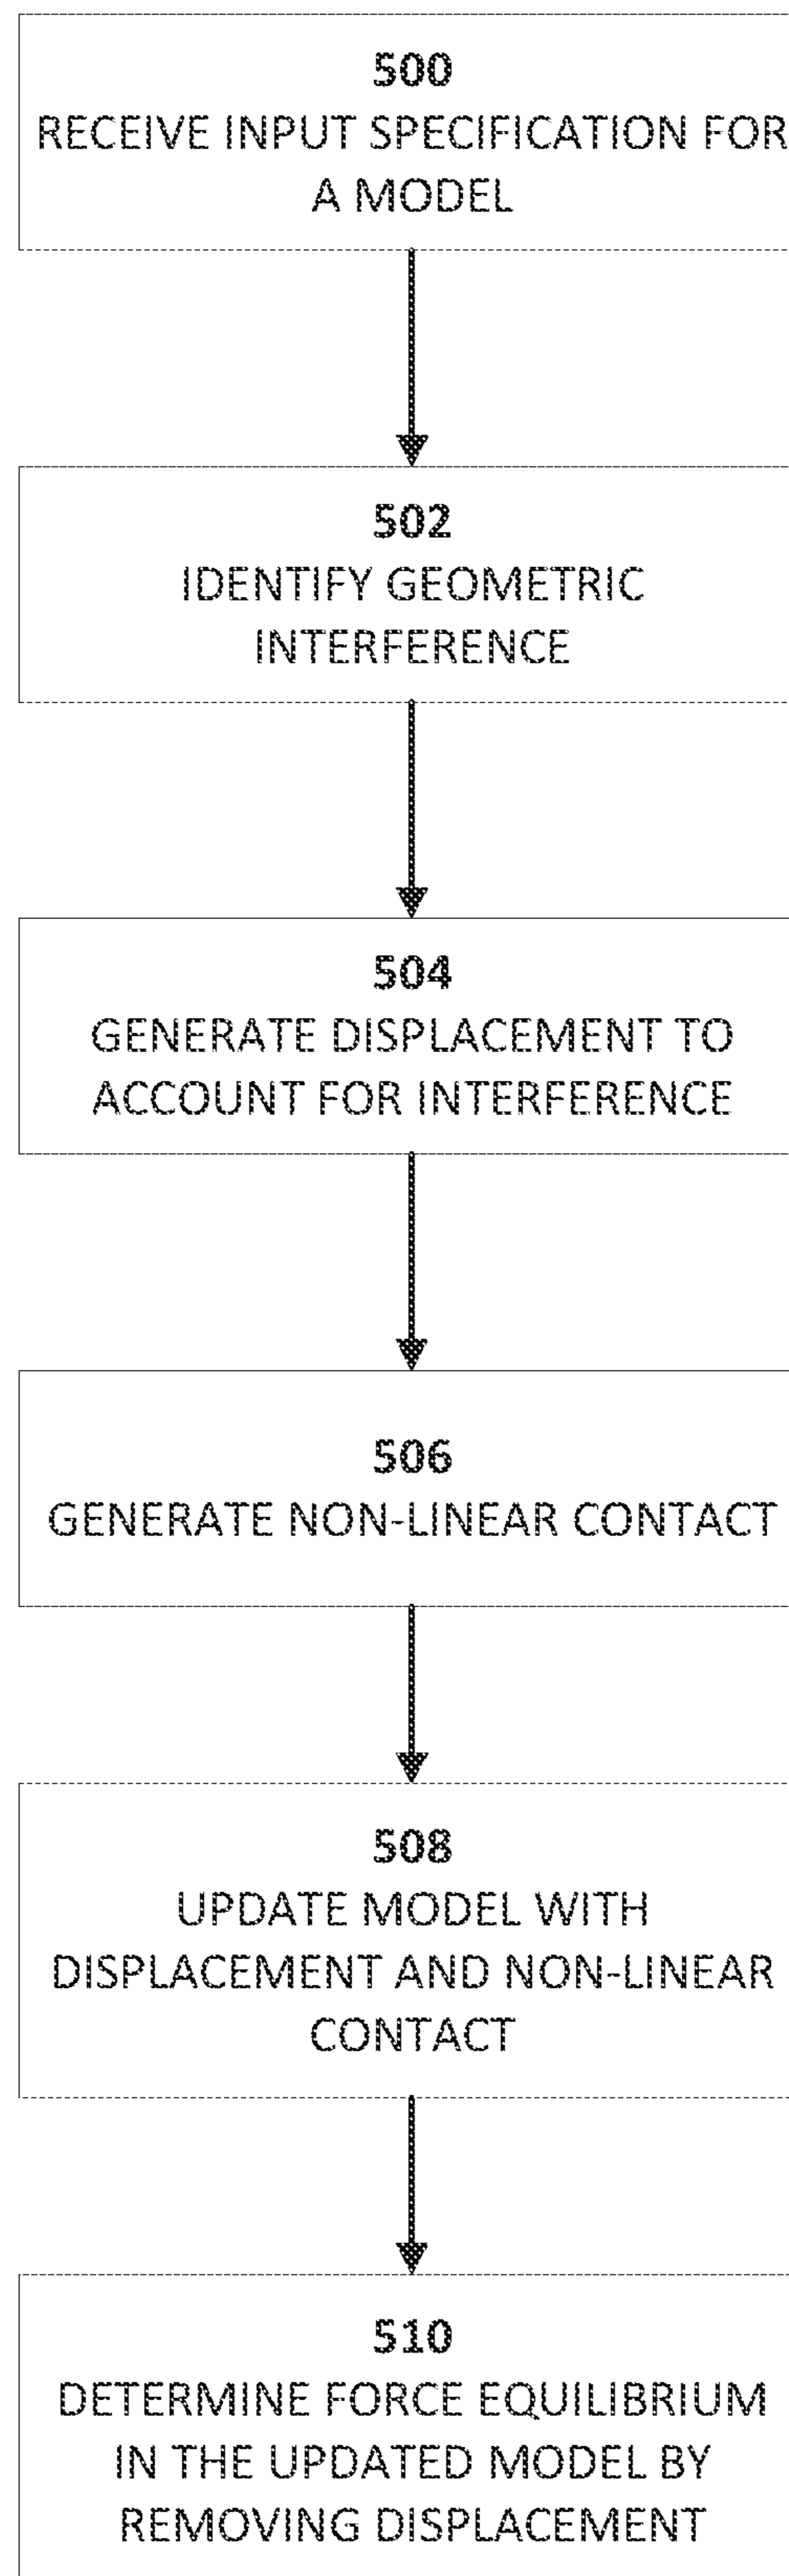 500
RECEIVE INPUT SPECIFICATION FOR
A MODEL
502
IDENTIFY GEOMETRIC
INTERFERENCE
504
GENERATE DISPLACEMENT TO
ACCOUNT FOR INTERFERENCE
506
GENERATE NON-LINEAR CONTACT
508
UPDATE MODEL WITH
DISPLACEMENT AND NON-LINEAR
CONTACT
510
DETERMINE FORCE EQUILIBRIUM
IN THE UPDATED MODEL BY
REMOVING DISPLACEMENT